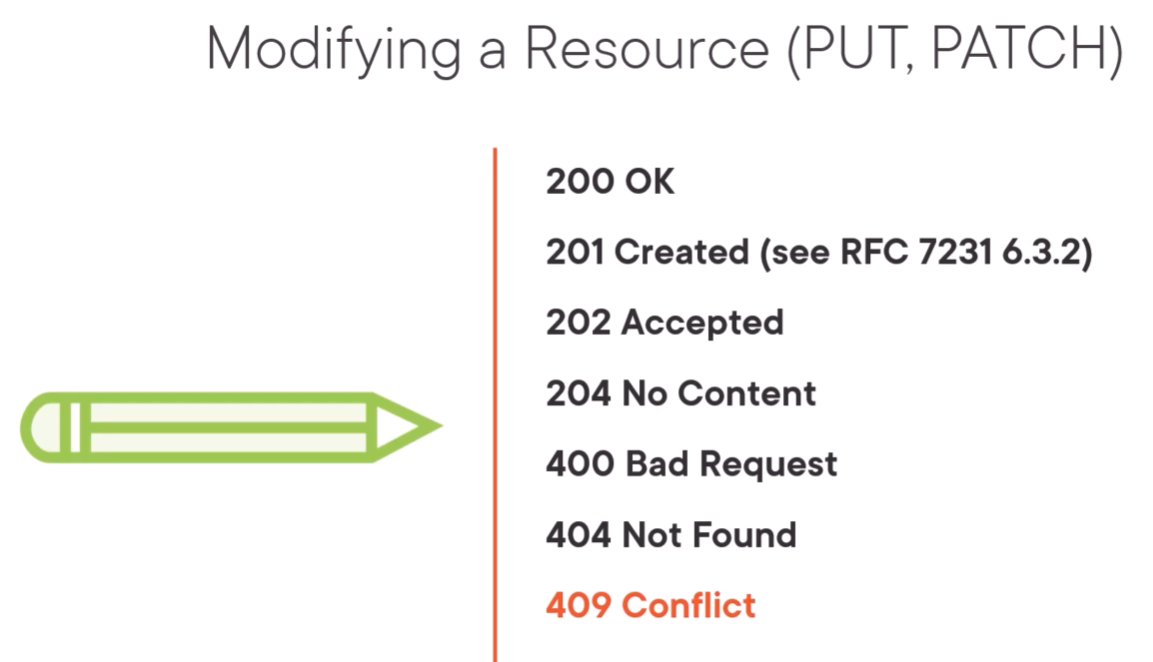 Modifying a Resource (PUT, PATCH)
200 OK
201 Created (see RFC 7231 6.3.2)
202 Accepted
204 No Content
400 Bad Request
404 Not Found
409 Conflict